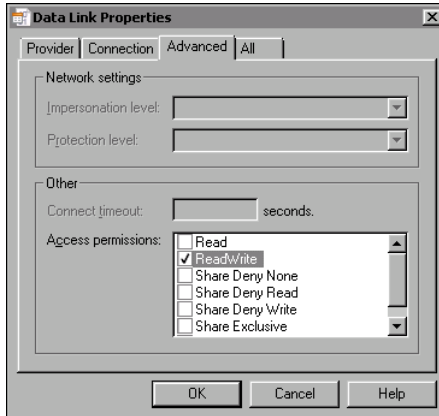 Data Link Properties
Provider Connection Advanced All
Network settings
Impersonation level:
Protection level:
Other
Connect timeout: seconds.
Access permissions:
Read
ReadWrite
Share Deny None
Share Deny Read
Share Deny Write
Share Exclusive
OK Cancel Help